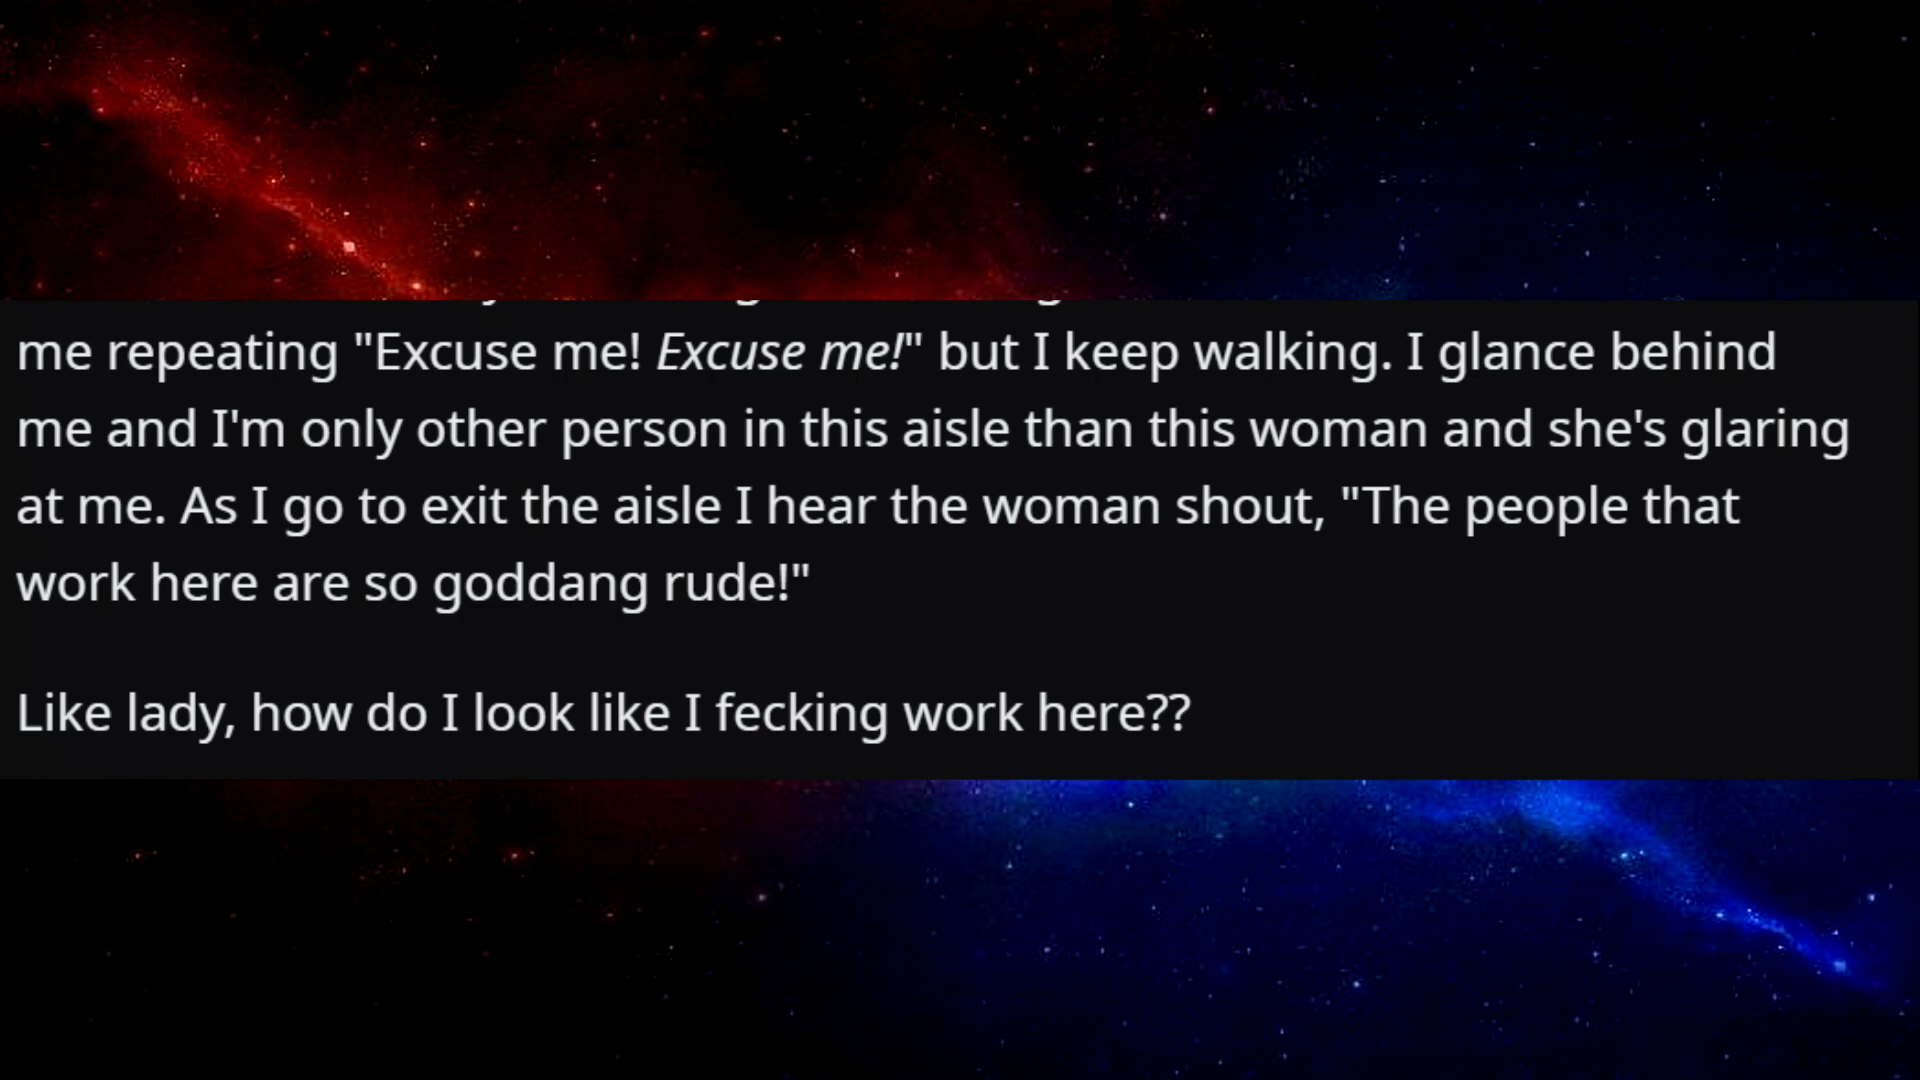 me repeating "Excuse me! Excuse me!" but I keep walking. I glance behind
me and I'm only other person in this aisle than this woman and she's glaring
at me. As I go to exit the aisle I hear the woman shout, "The people that
work here are so goddang rude!"
Like lady, how do I look like I fecking work here??